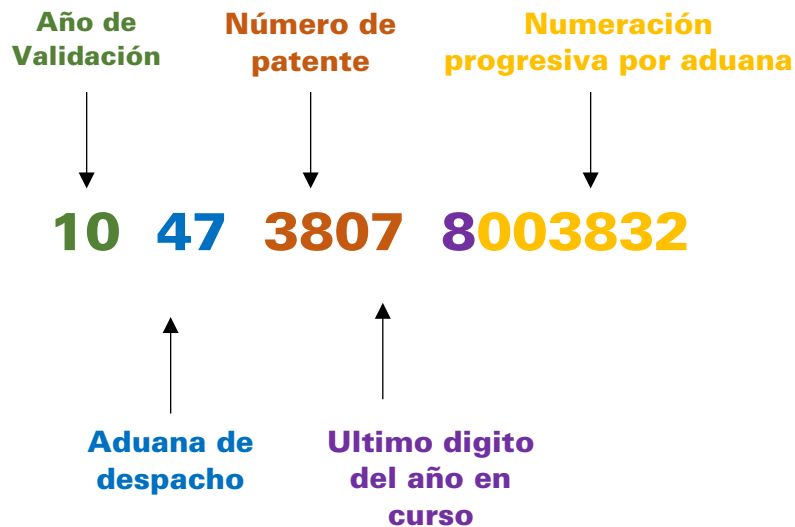 Año de
Validación
Número de
patente
Numeración
progresiva por aduana
10 47 3807 8003832
Aduana de
despacho
Ultimo digito
del año en
curso